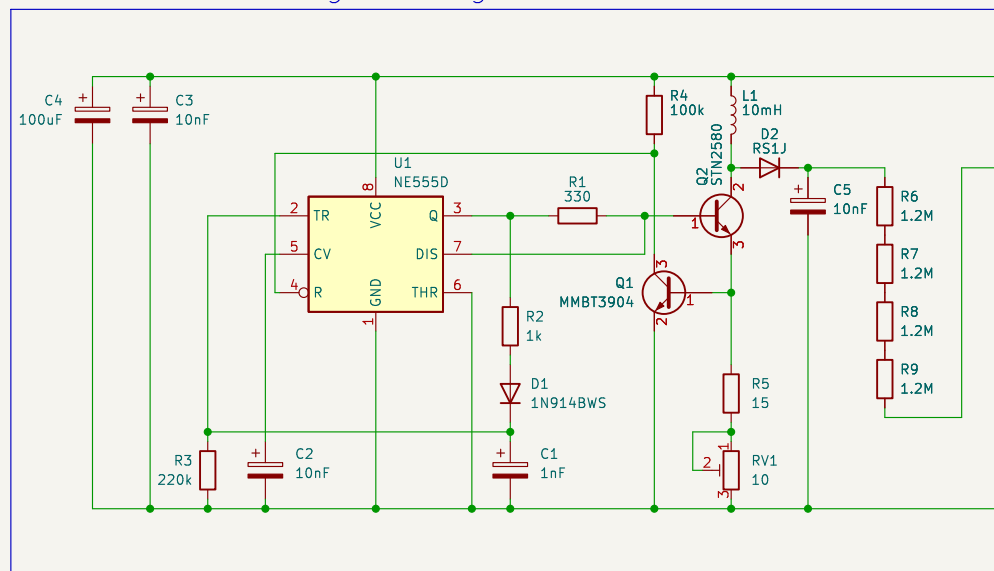 C4
100uF
C3
10nF
R4
100k
L1
10mH
D2
RS1J
Q2
STN2580
U1
NE555D
R1
330
C5
10nF
R6
1.2M
R7
1.2M
R8
1.2M
R9
1.2M
2 TR VCC 8 Q 3
5 CV DIS 7
4 R GND 1 THR 6
1 2 3
Q1
MMBT3904
3 1 2
R2
1k
D1
1N914BWS
R5
15
R3
220k
C2
10nF
C1
1nF
RV1
10
1 2 3